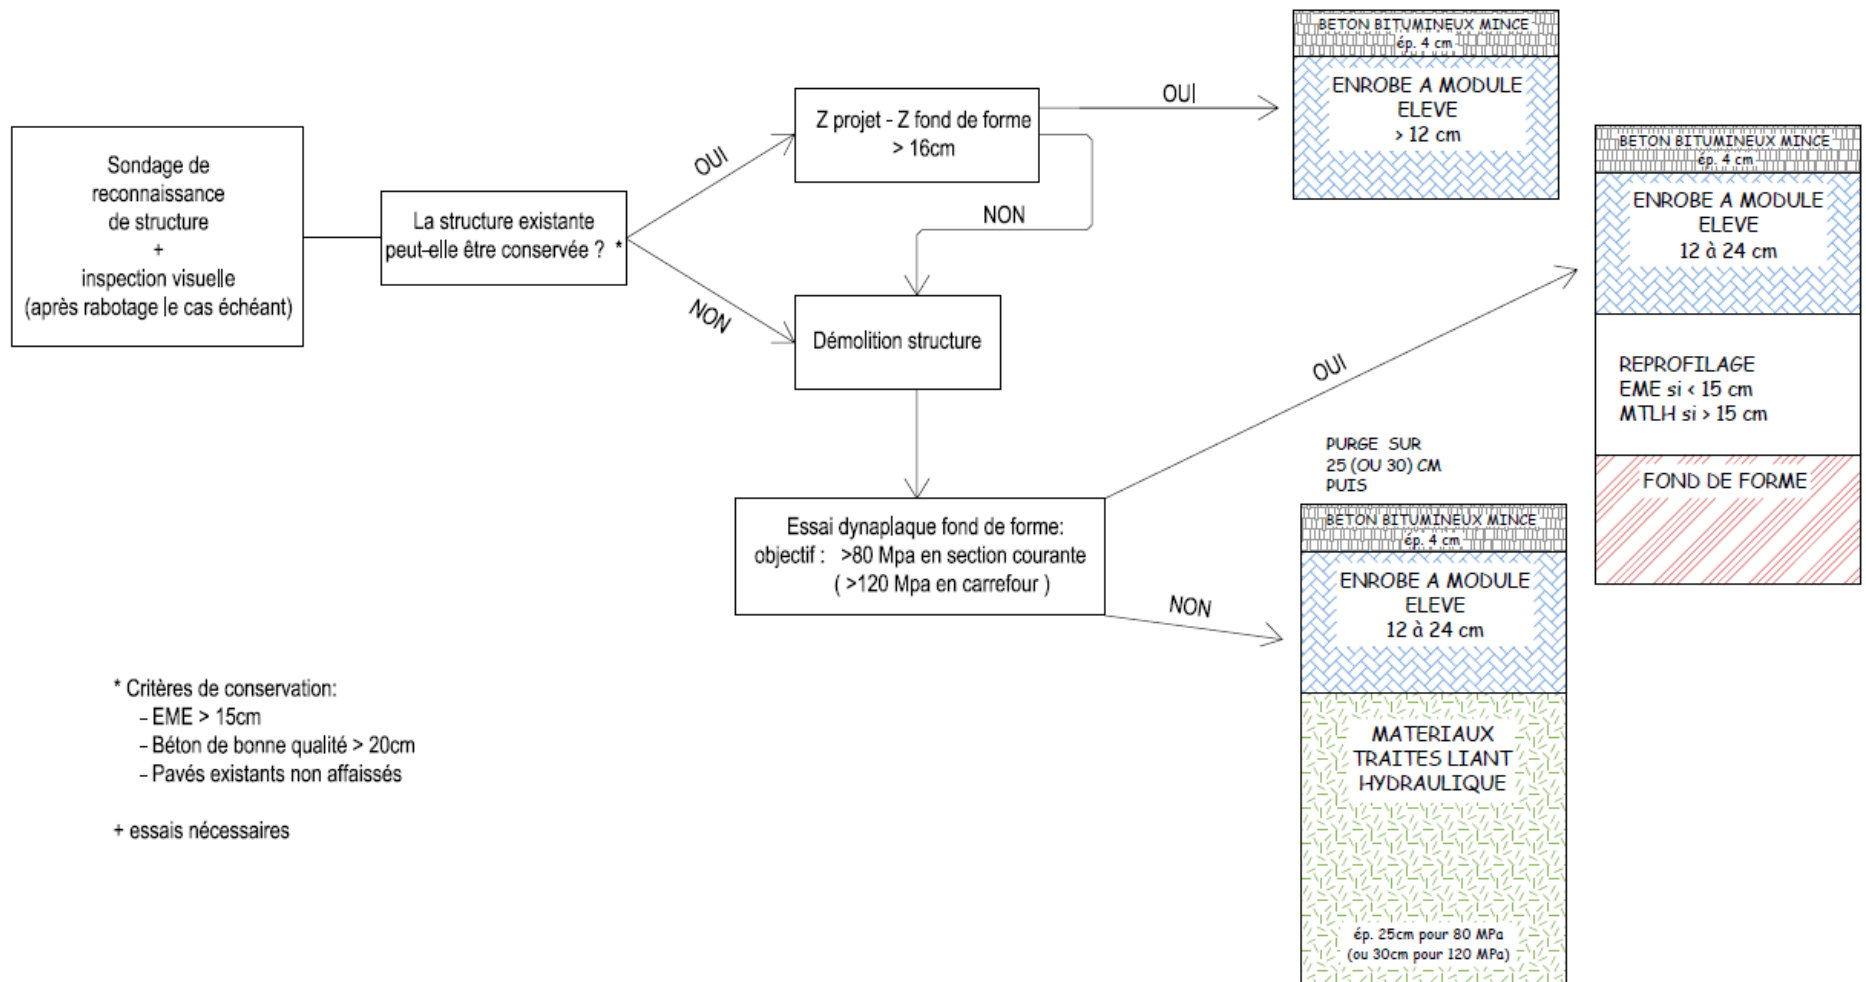 Sondage de
reconnaissance
de structure
+
inspection visuelle
(après rabotage le cas échéant)
La structure existante
peut-elle être conservée ? *
OUI
NON
Z projet - Z fond de forme
> 16cm
OUI
NON
Démolition structure
Essai dynaplaque fond de forme:
objectif : >80 Mpa en section courante
( >120 Mpa en carrefour )
OUI
NON
BETON BITUMINEUX MINCE
ép. 4 cm
ENROBE A MODULE
ELEVE
> 12 cm
BETON BITUMINEUX MINCE
ép. 4 cm
ENROBE A MODULE
ELEVE
12 à 24 cm
REPROFILAGE
EME si < 15 cm
MTLH si > 15 cm
FOND DE FORME
PURGE SUR
25 (OU 30) CM
PUIS
BETON BITUMINEUX MINCE
ép. 4 cm
ENROBE A MODULE
ELEVE
12 à 24 cm
MATERIAUX
TRAITES LIANT
HYDRAULIQUE
ép. 25cm pour 80 MPa
(ou 30cm pour 120 MPa)
* Critères de conservation:
- EME > 15cm
- Béton de bonne qualité > 20cm
- Pavés existants non affaissés
+ essais nécessaires